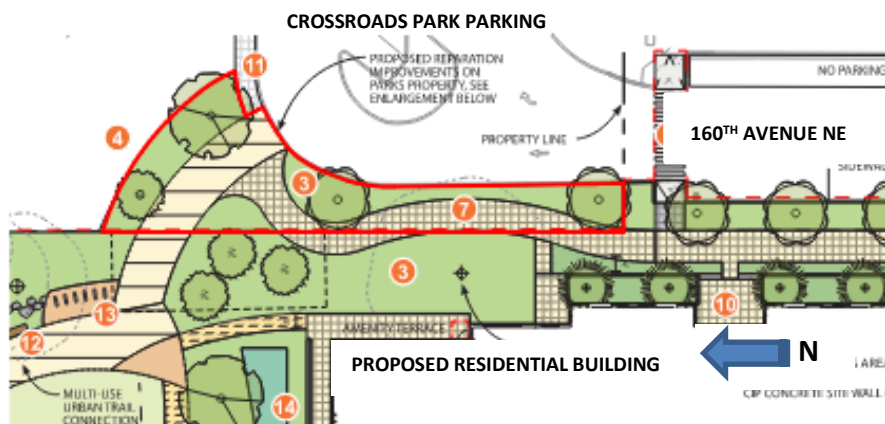 CROSSROADS PARK PARKING
11
PROPOSED REPARATION
IMPROVEMENTS ON
PARKS PROPERTY, SEE
ENLARGEMENT BELOW
NO PARKING
4
PROPERTY LINE
160TH AVENUE NE
3
7
3
10
13
12
AMENITY TERRACE
PROPOSED RESIDENTIAL BUILDING
N
MULTI-USE
URBAN TRAIL
CONNECTION
14
CIP CONCRETE SITE WALL